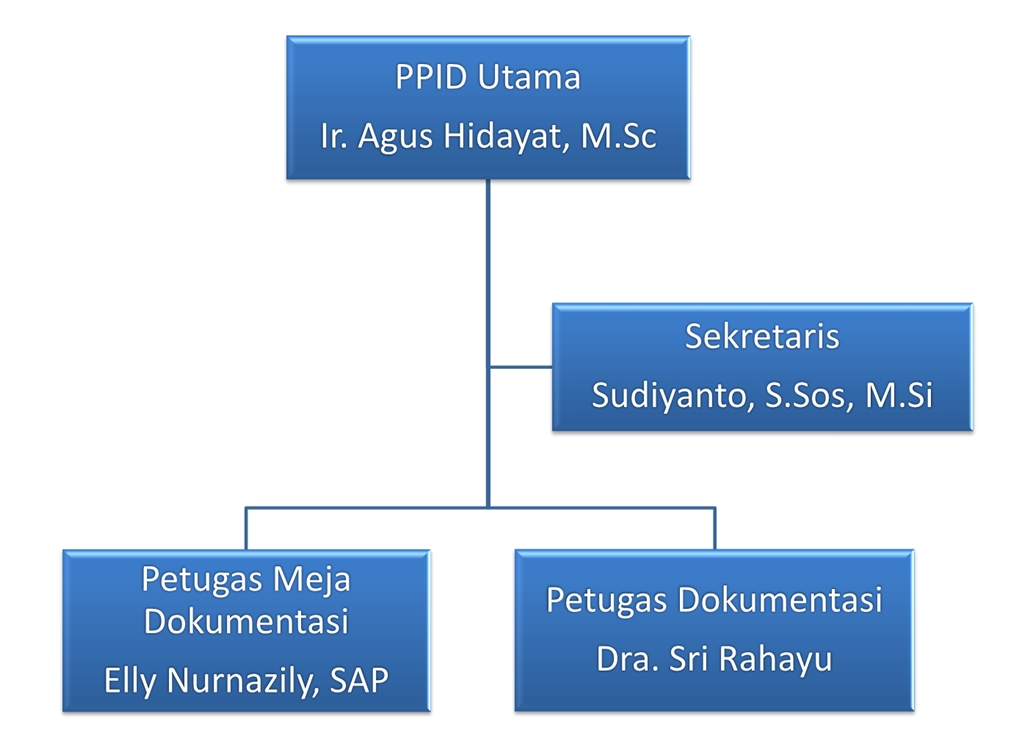 PPID Utama
Ir. Agus Hidayat, M.Sc
Sekretaris
Sudiyanto, S.Sos, M.Si
Petugas Meja
Dokumentasi
Elly Nurnazily, SAP
Petugas Dokumentasi
Dra. Sri Rahayu